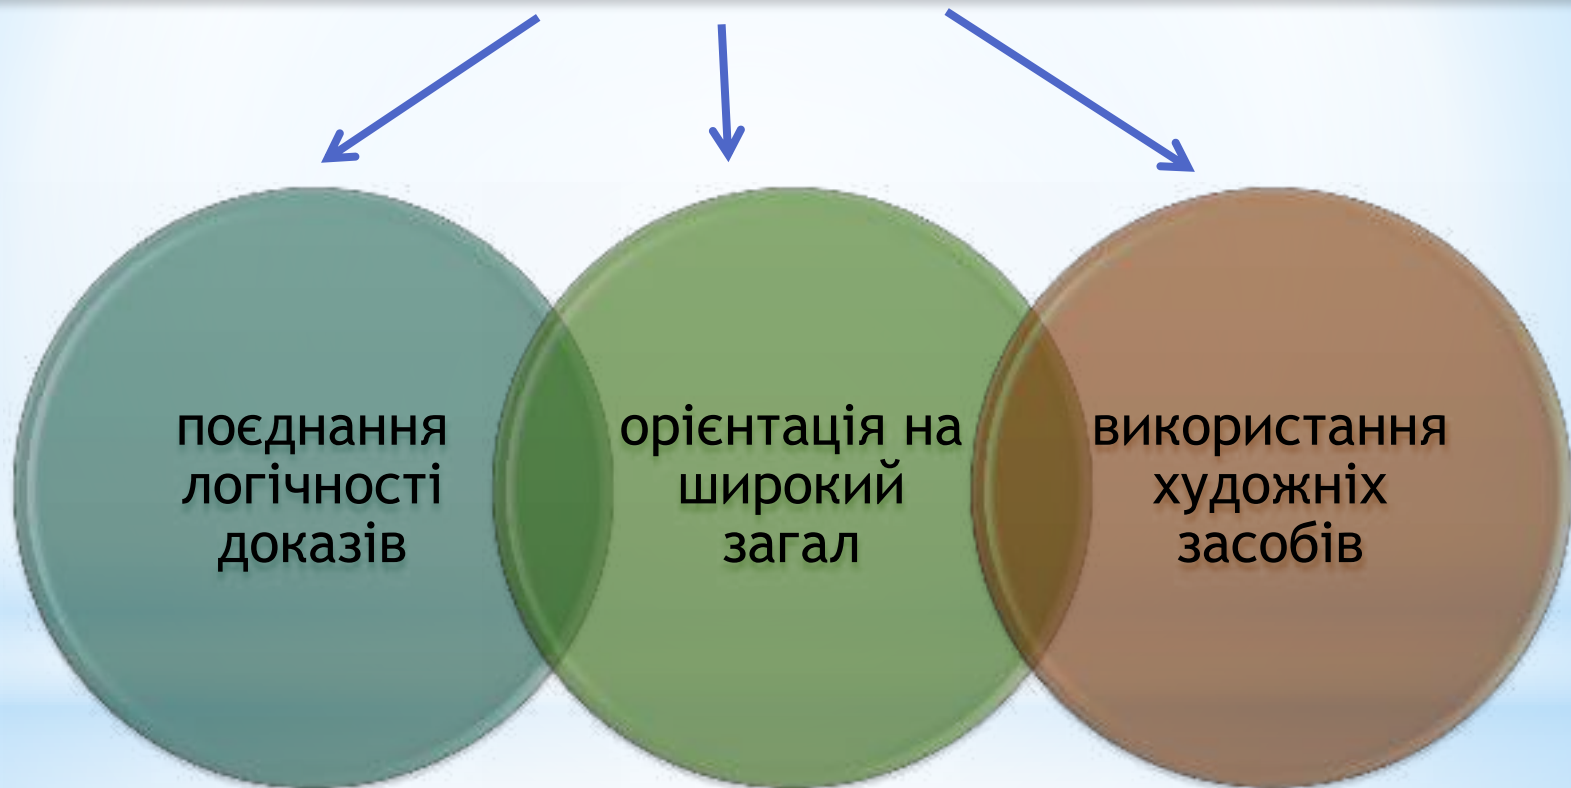 поєднання
логічності
доказів
орієнтація на
широкий
загал
використання
художніх
засобів